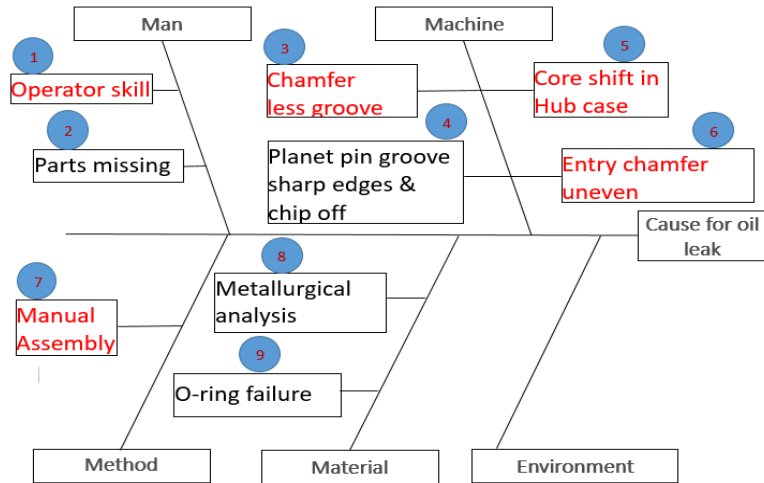 Man
Machine
1
Operator skill
2
Parts missing
3
Chamfer
less groove
4
Planet pin groove
sharp edges &
chip off
5
Core shift in
Hub case
6
Entry chamfer
uneven
Cause for oil
leak
7
Manual
Assembly
8
Metallurgical
analysis
9
O-ring failure
Method
Material
Environment